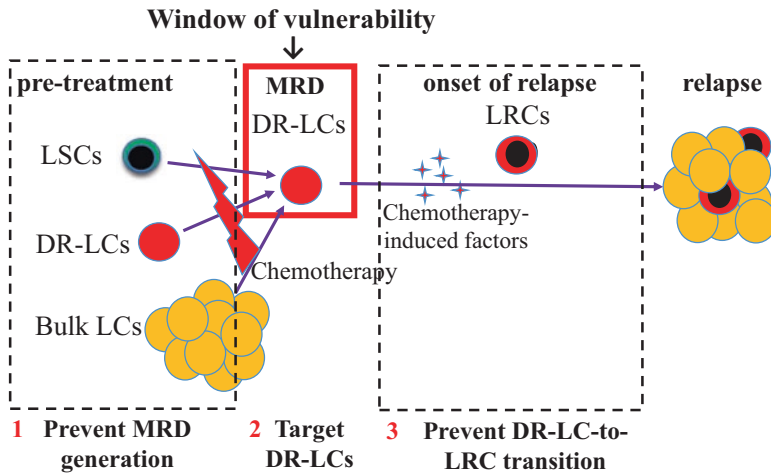 Window of vulnerability
pre-treatment
LSCs
DR-LCs
Bulk LCs
MRD
DR-LCs
Chemotherapy
onset of relapse
LRCs
Chemotherapy-
induced factors
relapse
1 Prevent MRD
generation
2 Target
DR-LCs
3 Prevent DR-LC-to-
LRC transition